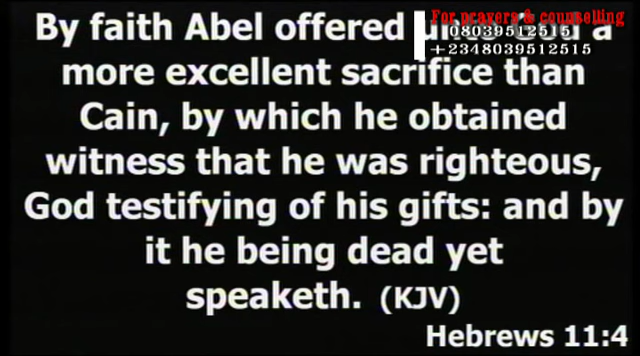 For prayers & counselling
08039512515
+2348039512515
By faith Abel offered a
more excellent sacrifice than
Cain, by which he obtained
witness that he was righteous,
God testifying of his gifts: and by
it he being dead yet
speaketh. (KJV)
Hebrews 11:4